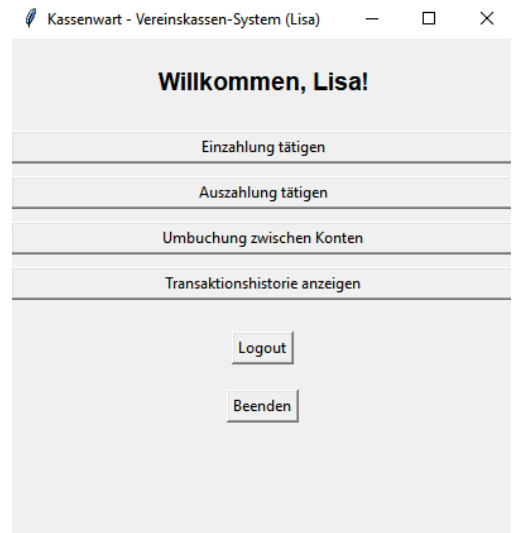 Kassenwart - Vereinskassen-System (Lisa)
Willkommen, Lisa!
Einzahlung tätigen
Auszahlung tätigen
Umbuchung zwischen Konten
Transaktionshistorie anzeigen
Logout
Beenden